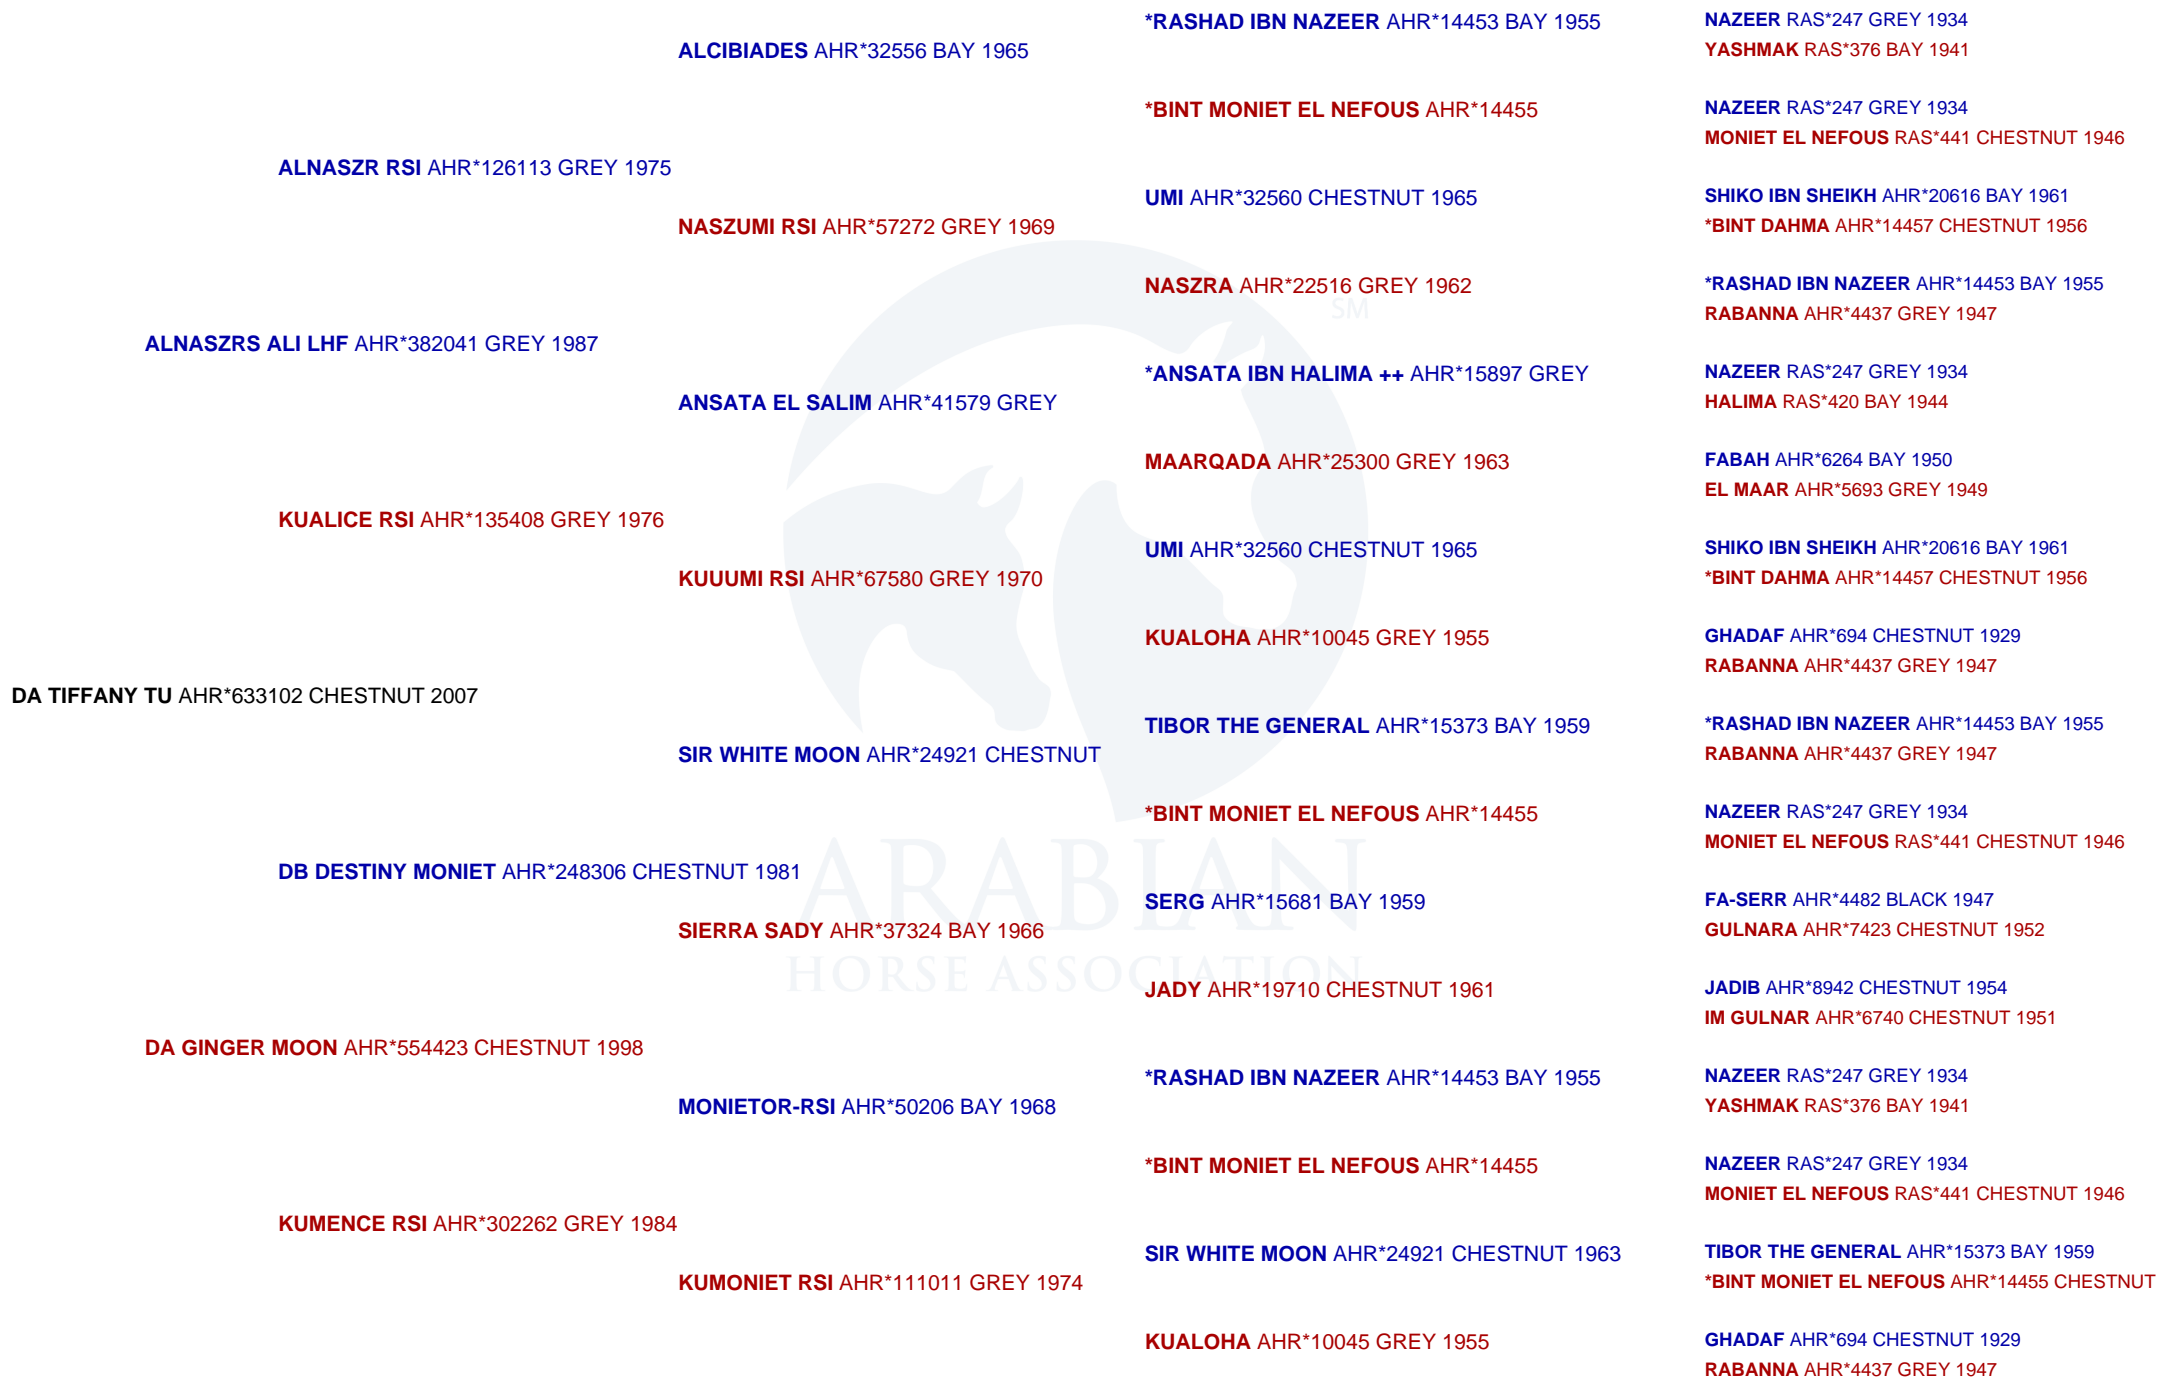 *RASHAD IBN NAZEER AHR*14453 BAY 1955
NAZEER RAS*247 GREY 1934
ALCIBIADES AHR*32556 BAY 1965
YASHMAK RAS*376 BAY 1941
*BINT MONIET EL NEFOUS AHR*14455
NAZEER RAS*247 GREY 1934
MONIET EL NEFOUS RAS*441 CHESTNUT 1946
ALNASZR RSI AHR*126113 GREY 1975
UMI AHR*32560 CHESTNUT 1965
SHIKO IBN SHEIKH AHR*20616 BAY 1961
NASZUMI RSI AHR*57272 GREY 1969
*BINT DAHMA AHR*14457 CHESTNUT 1956
NASZRA AHR*22516 GREY 1962
*RASHAD IBN NAZEER AHR*14453 BAY 1955
SM
RABANNA AHR*4437 GREY 1947
ALNASZRS ALI LHF AHR*382041 GREY 1987
*ANSATA IBN HALIMA ++ AHR*15897 GREY
NAZEER RAS*247 GREY 1934
ANSATA EL SALIM AHR*41579 GREY
HALIMA RAS*420 BAY 1944
MAARQADA AHR*25300 GREY 1963
FABAH AHR*6264 BAY 1950
EL MAAR AHR*5693 GREY 1949
KUALICE RSI AHR*135408 GREY 1976
UMI AHR*32560 CHESTNUT 1965
SHIKO IBN SHEIKH AHR*20616 BAY 1961
KUUUMI RSI AHR*67580 GREY 1970
*BINT DAHMA AHR*14457 CHESTNUT 1956
KUALOHA AHR*10045 GREY 1955
GHADAF AHR*694 CHESTNUT 1929
RABANNA AHR*4437 GREY 1947
DA TIFFANY TU AHR*633102 CHESTNUT 2007
TIBOR THE GENERAL AHR*15373 BAY 1959
*RASHAD IBN NAZEER AHR*14453 BAY 1955
SIR WHITE MOON AHR*24921 CHESTNUT
RABANNA AHR*4437 GREY 1947
*BINT MONIET EL NEFOUS AHR*14455
NAZEER RAS*247 GREY 1934
MONIET EL NEFOUS RAS*441 CHESTNUT 1946
DB DESTINY MONIET AHR*248306 CHESTNUT 1981
ARABIAN
SERG AHR*15681 BAY 1959
FA-SERR AHR*4482 BLACK 1947
SIERRA SADY AHR*37324 BAY 1966
GULNARA AHR*7423 CHESTNUT 1952
HORSE ASSOCIATION
JADY AHR*19710 CHESTNUT 1961
JADIB AHR*8942 CHESTNUT 1954
IM GULNAR AHR*6740 CHESTNUT 1951
DA GINGER MOON AHR*554423 CHESTNUT 1998
*RASHAD IBN NAZEER AHR*14453 BAY 1955
NAZEER RAS*247 GREY 1934
MONIETOR-RSI AHR*50206 BAY 1968
YASHMAK RAS*376 BAY 1941
*BINT MONIET EL NEFOUS AHR*14455
NAZEER RAS*247 GREY 1934
MONIET EL NEFOUS RAS*441 CHESTNUT 1946
KUMENCE RSI AHR*302262 GREY 1984
SIR WHITE MOON AHR*24921 CHESTNUT 1963
TIBOR THE GENERAL AHR*15373 BAY 1959
KUMONIET RSI AHR*111011 GREY 1974
*BINT MONIET EL NEFOUS AHR*14455 CHESTNUT
KUALOHA AHR*10045 GREY 1955
GHADAF AHR*694 CHESTNUT 1929
RABANNA AHR*4437 GREY 1947